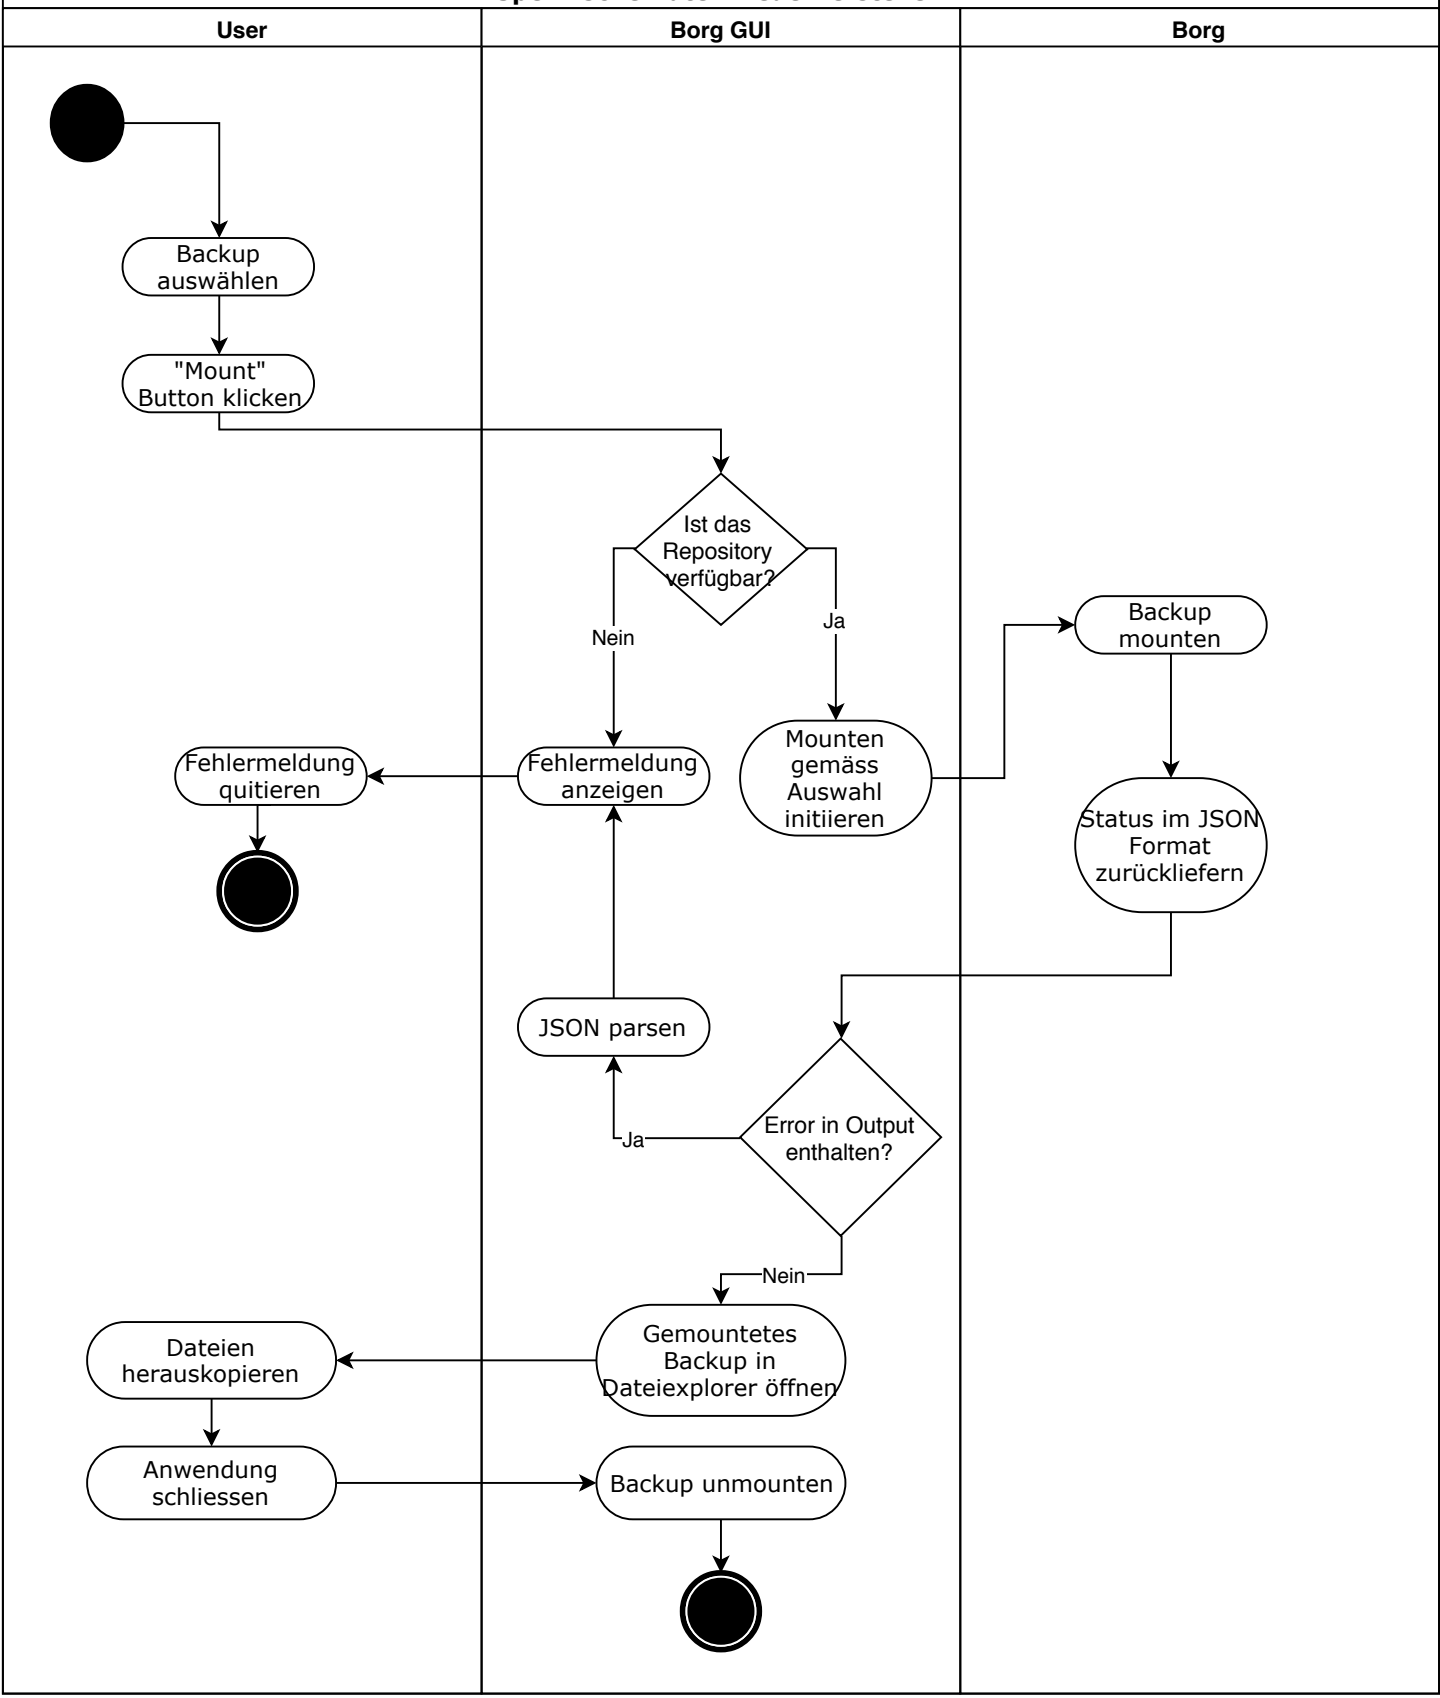 User
Borg GUI
Borg
Backup
auswählen
"Mount"
Button klicken
Ist das
Repository
verfügbar?
Nein
Ja
Backup
mounten
Fehlermeldung
quitieren
Fehlermeldung
anzeigen
Mounten
gemäss
Auswahl
initiieren
Status im JSON
Format
zurückliefern
JSON parsen
Error in Output
enthalten?
Ja
Nein
Gemountetes
Backup in
Dateiexplorer öffnen
Dateien
herauskopieren
Anwendung
schliessen
Backup unmounten